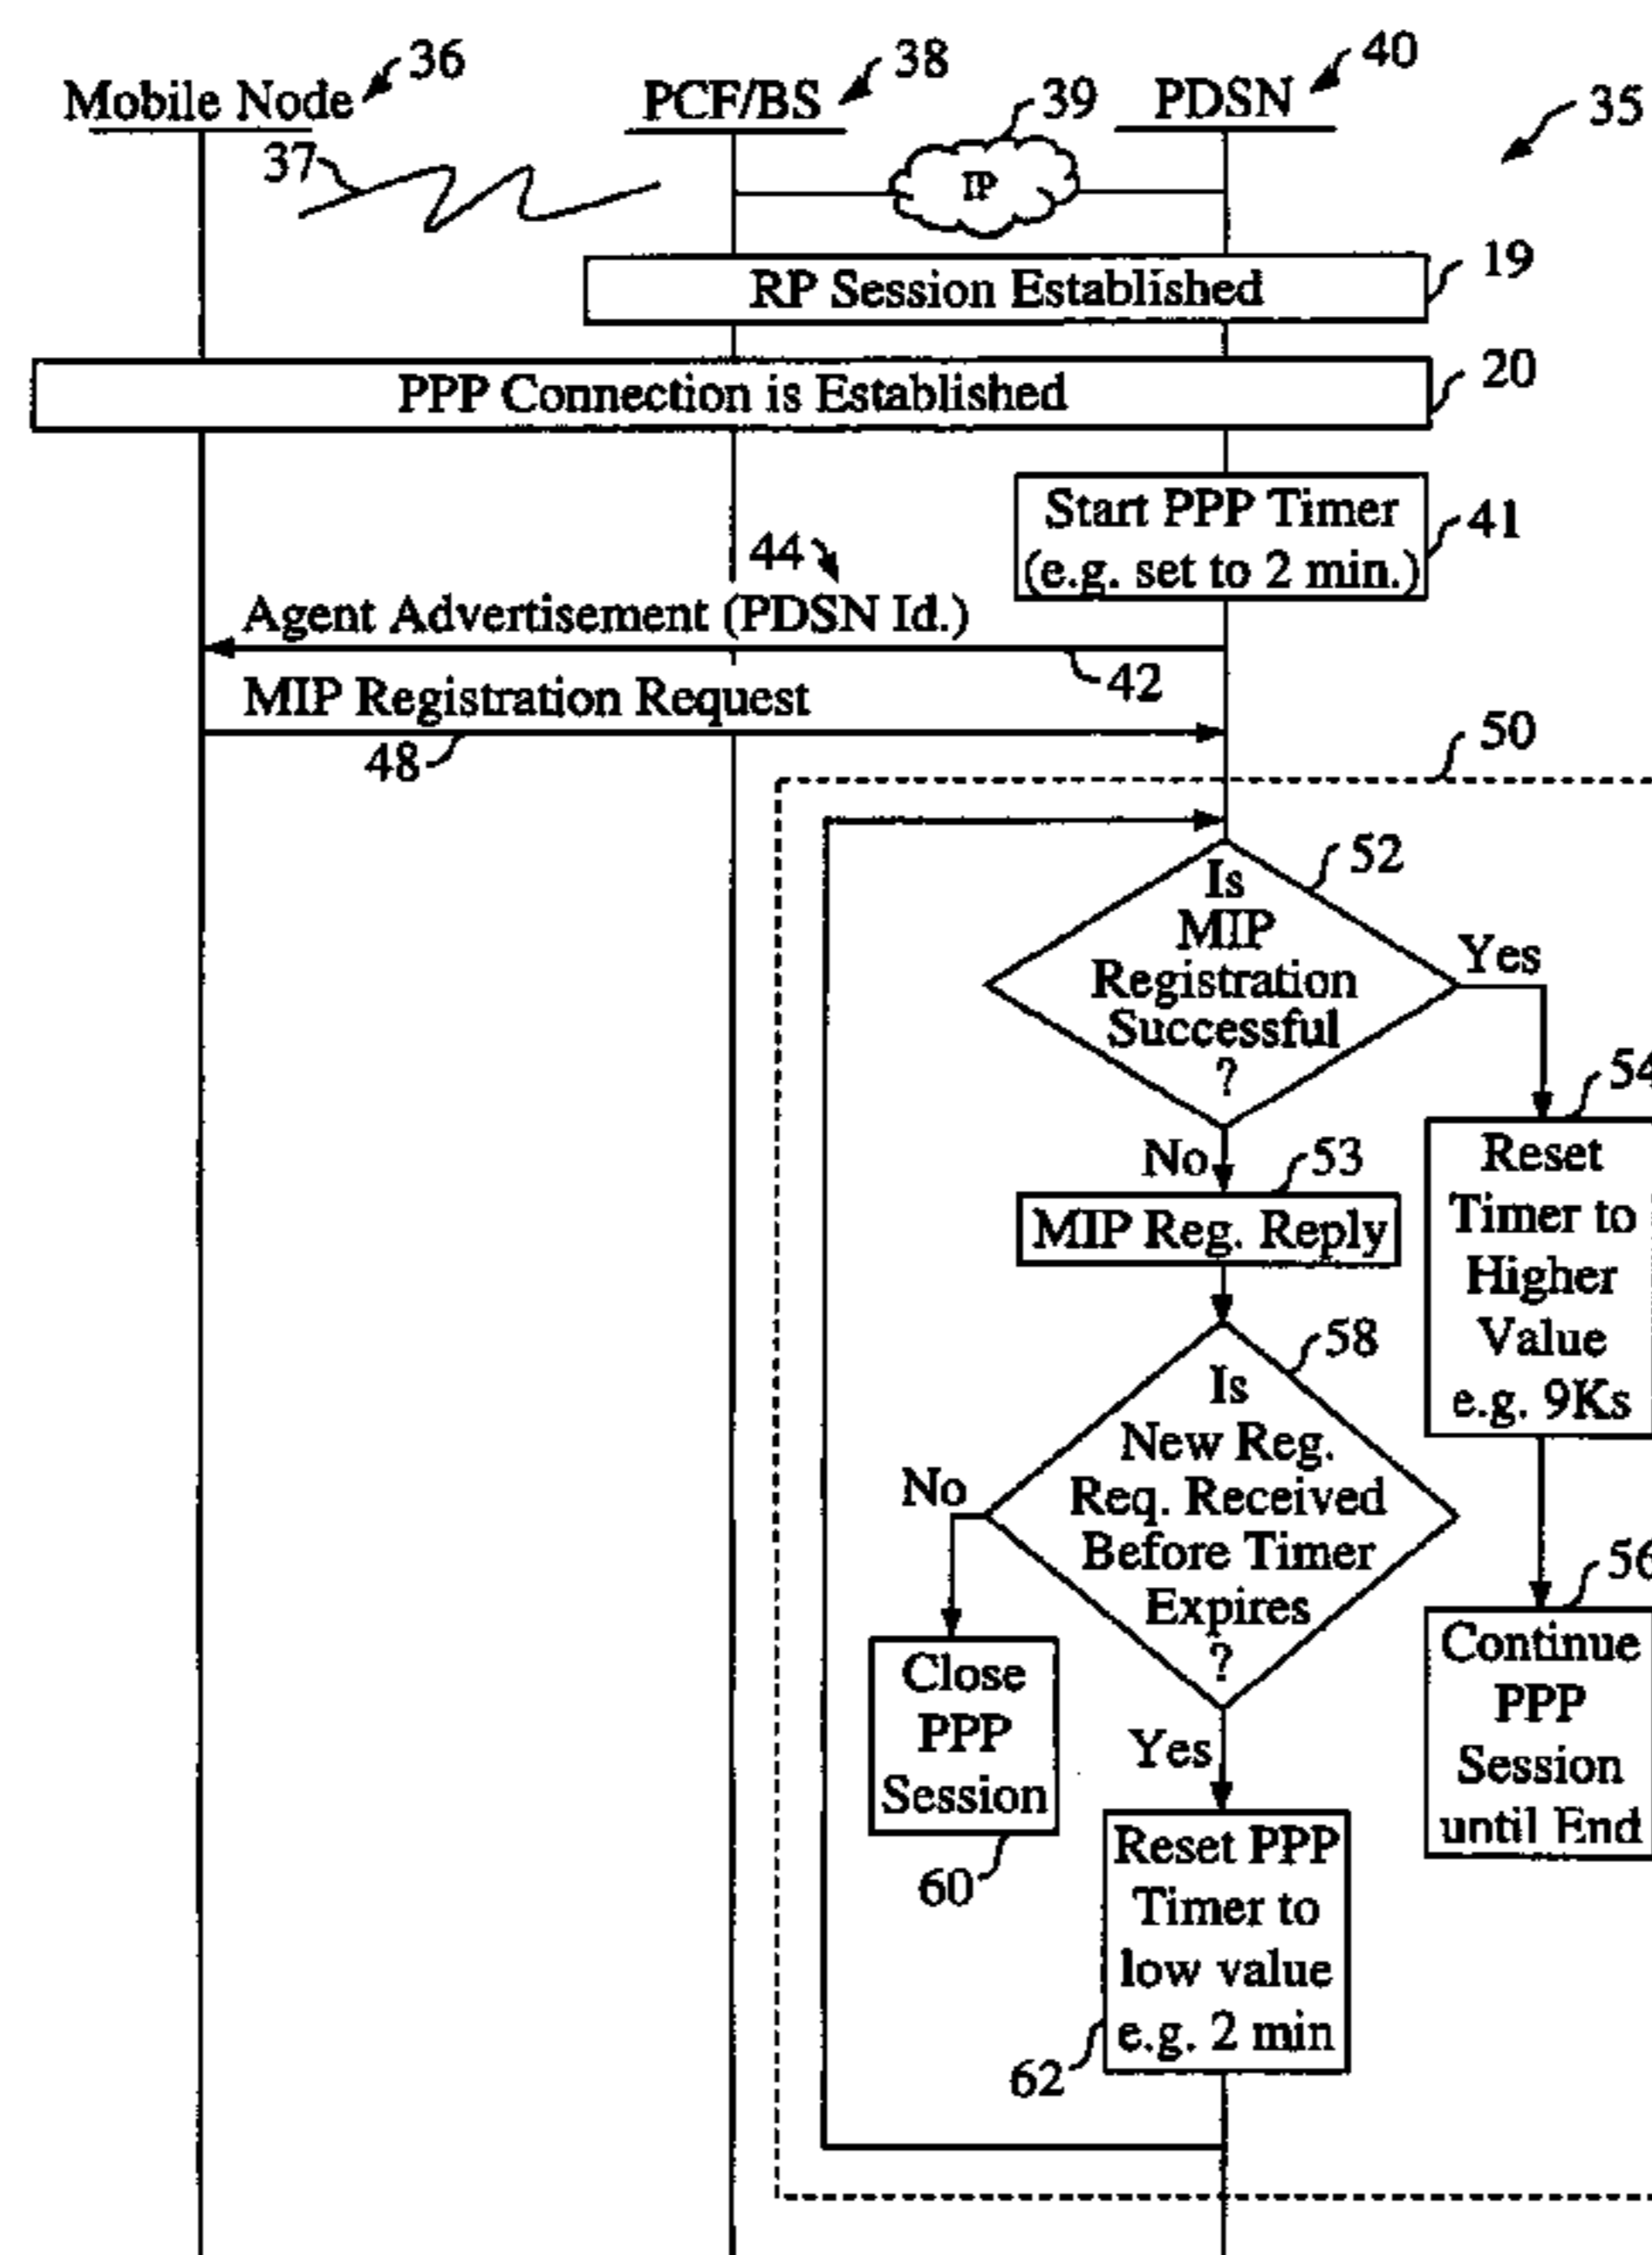 Mobile Node
36
PCF/BS
38
PDSN
40
35
37
39
IP
RP Session Established
19
PPP Connection is Established
20
Start PPP Timer
(e.g. set to 2 min.)
41
44
Agent Advertisement (PDSN Id.)
42
MIP Registration Request
48
50
Is
MIP
Registration
Successful
?
52
Yes
No
53
MIP Reg. Reply
54
Reset
Timer to
Higher
Value
e.g. 9Ks
Is
New Reg.
Req. Received
Before Timer
Expires
?
58
No
Yes
56
Continue
PPP
Session
until End
Close
PPP
Session
60
Reset PPP
Timer to
low value
e.g. 2 min
62